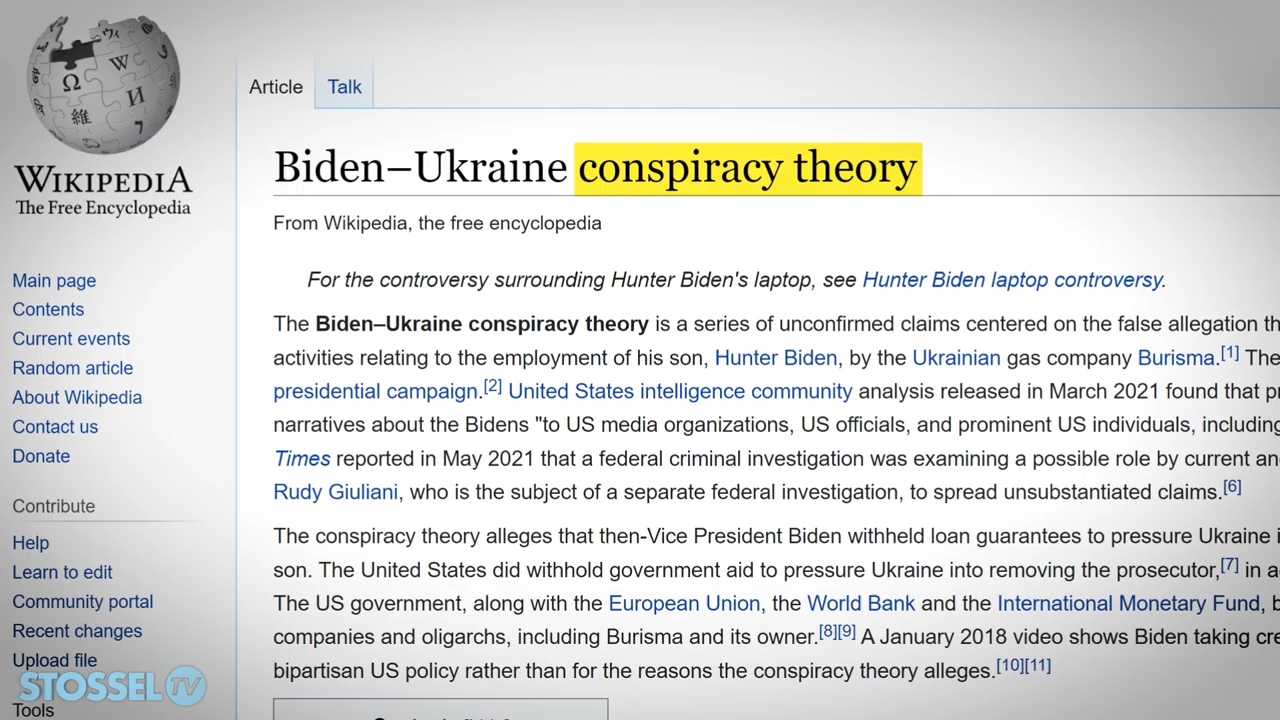 WIKIPEDIA
The Free Encyclopedia
Article
Talk
Biden–Ukraine conspiracy theory
From Wikipedia, the free encyclopedia
For the controversy surrounding Hunter Biden's laptop, see Hunter Biden laptop controversy.
The Biden–Ukraine conspiracy theory is a series of unconfirmed claims centered on the false allegation
activities relating to the employment of his son, Hunter Biden, by the Ukrainian gas company Burisma.[1] The
presidential campaign.[2] United States intelligence community analysis released in March 2021 found that
narratives about the Bidens "to US media organizations, US officials, and prominent US individuals, including
Times reported in May 2021 that a federal criminal investigation was examining a possible role by current
Rudy Giuliani, who is the subject of a separate federal investigation, to spread unsubstantiated claims.[6]
The conspiracy theory alleges that then-Vice President Biden withheld loan guarantees to pressure Ukraine
son. The United States did withhold government aid to pressure Ukraine into removing the prosecutor,[7] in
The US government, along with the European Union, the World Bank and the International Monetary Fund,
companies and oligarchs, including Burisma and its owner.[8][9] A January 2018 video shows Biden taking
bipartisan US policy rather than for the reasons the conspiracy theory alleges.[10][11]
Main page
Contents
Current events
Random article
About Wikipedia
Contact us
Donate
Contribute
Help
Learn to edit
Community portal
Recent changes
Upload file
STOSSEL TV
Tools